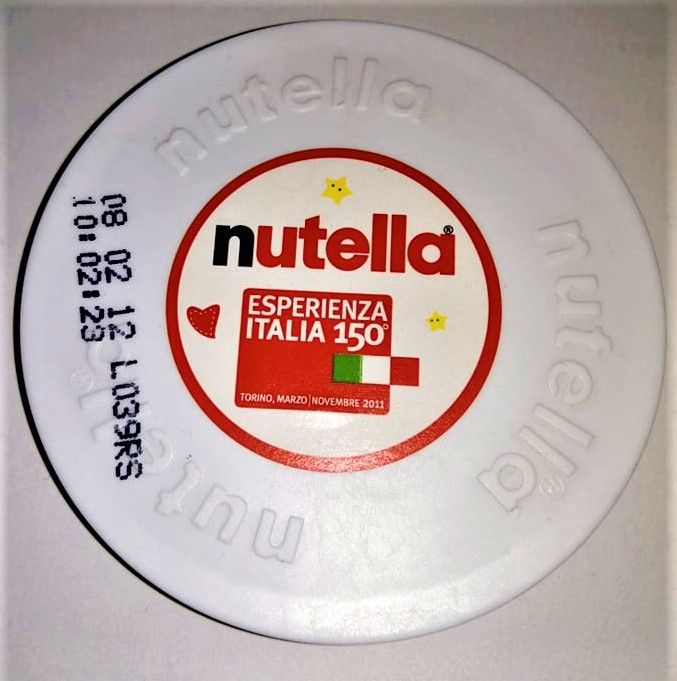 nutella
nutella®
ESPERIENZA
ITALIA 150°
TORINO, MARZO | NOVEMBRE 2011
nutella®
nutella®
08 02 12 L039RS
10:02:23